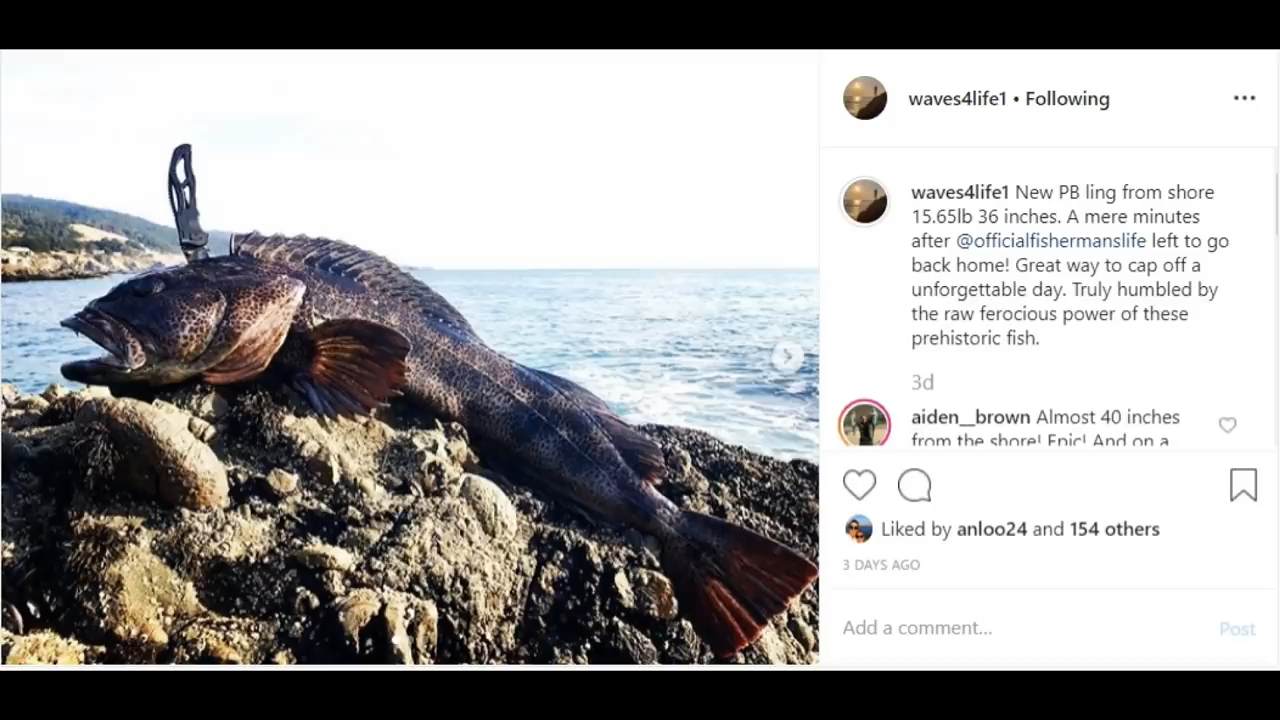 waves4life1 • Following
waves4life1 New PB ling from shore
15.65lb 36 inches. A mere minutes
after @officialfishermanslife left to go
back home! Great way to cap off a
unforgettable day. Truly humbled by
the raw ferocious power of these
prehistoric fish.
3d
aiden__brown Almost 40 inches
from the shore! Epic! And on a
Liked by anloo24 and 154 others
3 DAYS AGO
Add a comment...
Post